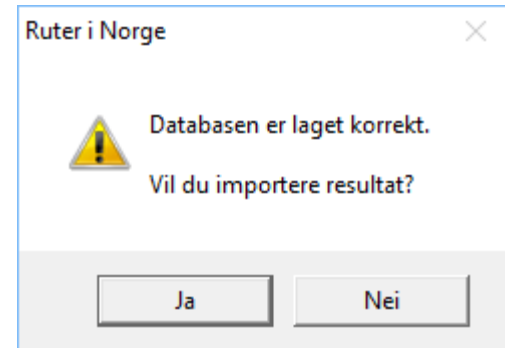 Ruter i Norge
Databasen er laget korrekt.
Vil du importere resultat?
Ja
Nei